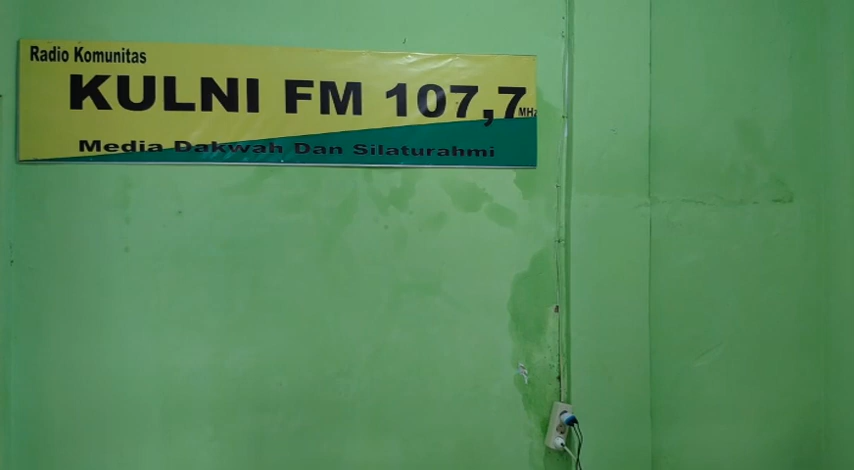 Radio Komunitas
KULNI FM 107,7 MHz
Media Dakwah Dan Silaturahmi